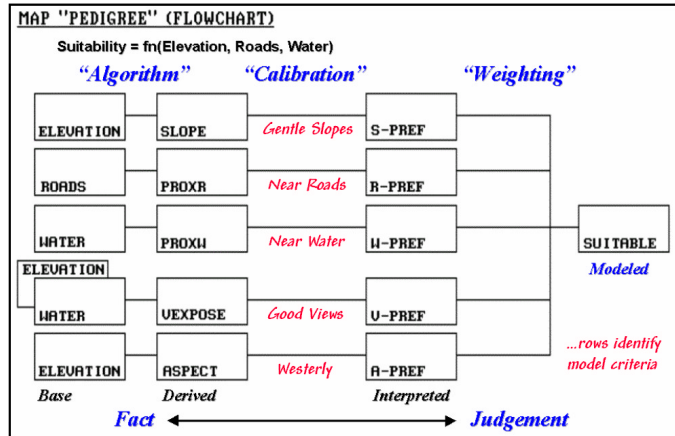 MAP "PEDIGREE" (FLOWCHART)
Suitability = fn(Elevation, Roads, Water)
“Algorithm” “Calibration” “Weighting”
ELEVATION SLOPE Gentle Slopes S-PREF
ROADS PROXR Near Roads R-PREF
WATER PROXW Near Water W-PREF SUITABLE
ELEVATION Modeled
WATER VEXPOSE Good Views V-PREF
...rows identify
model criteria
ELEVATION ASPECT Westerly A-PREF
Base Derived Interpreted
Fact Judgement